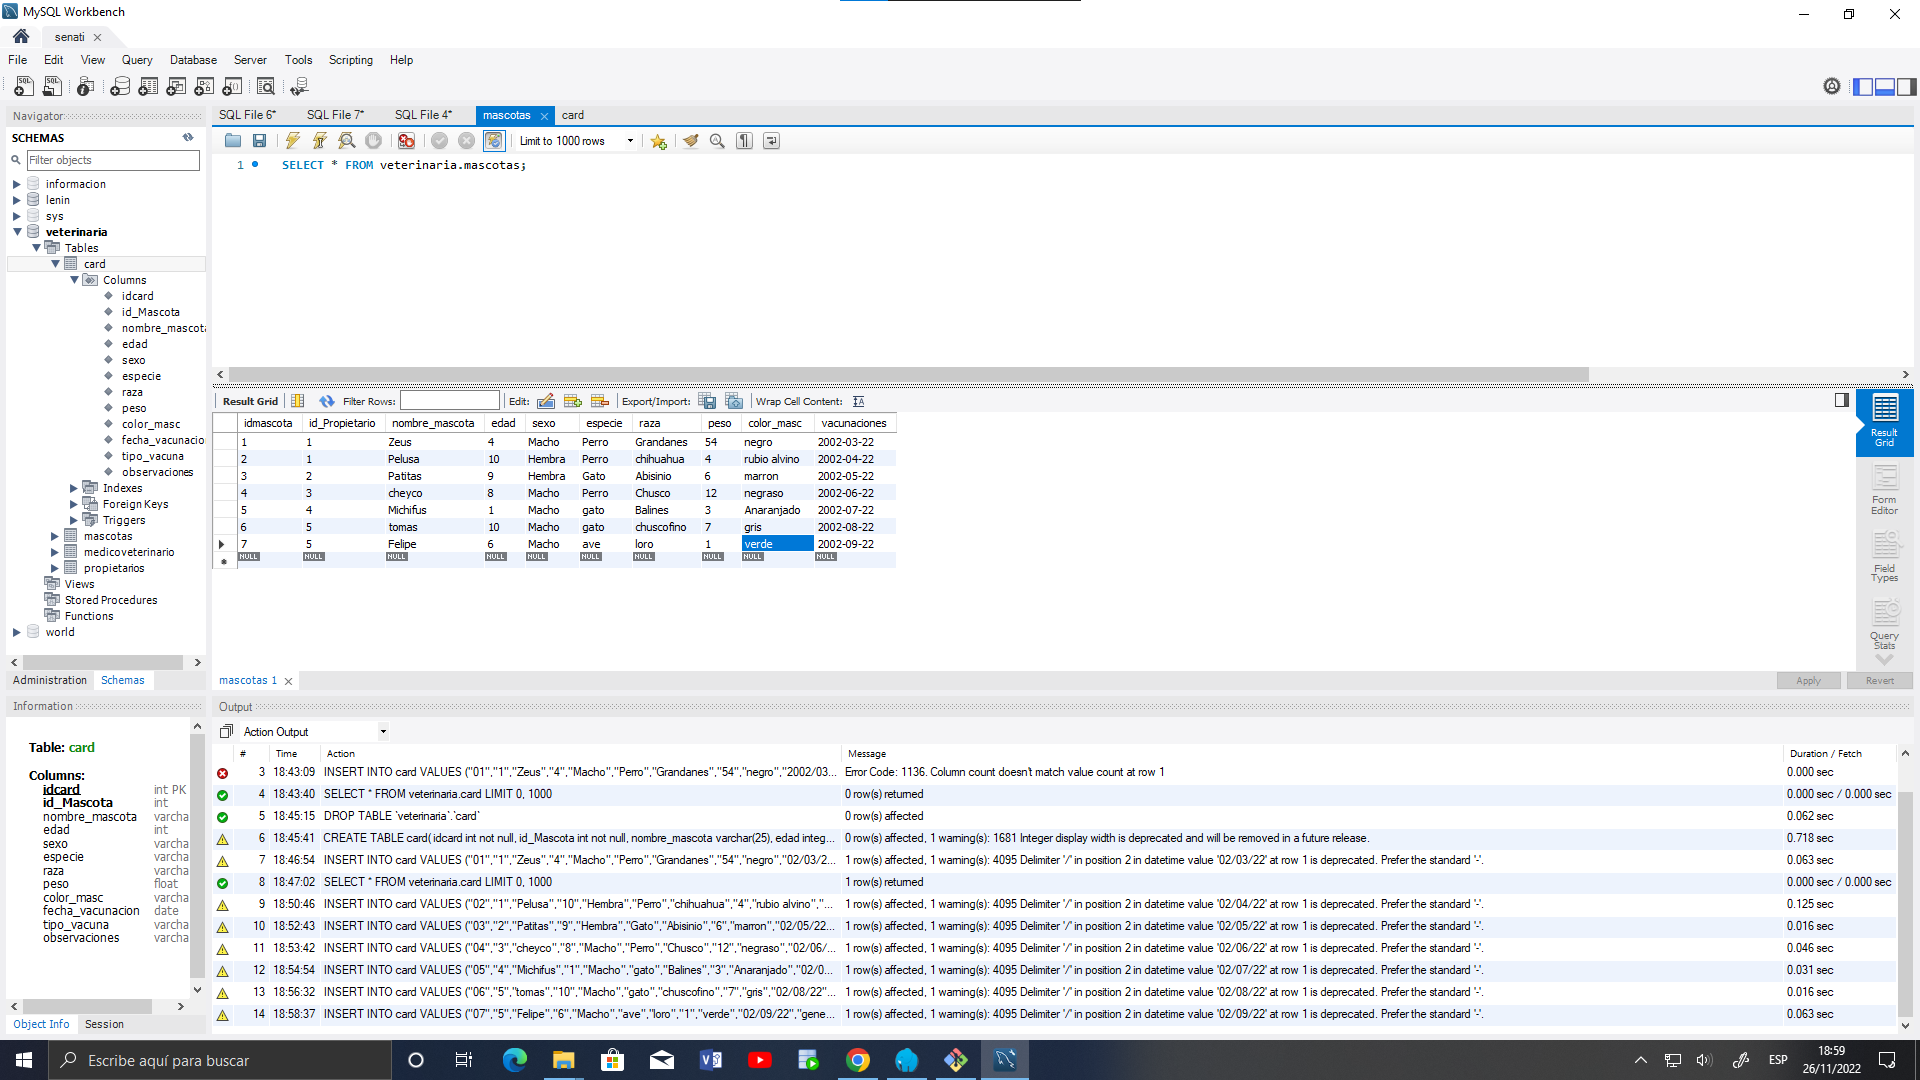 MySQL Workbench
senati
File Edit View Query Database Server Tools Scripting Help
Navigator
SCHEMAS
Filter objects
informacion
lenin
sys
veterinaria
Tables
card
Columns
idcard
id_Mascota
nombre_mascota
edad
sexo
especie
raza
peso
color_masc
fecha_vacunacio
tipo_vacuna
observaciones
Indexes
Foreign Keys
Triggers
mascotas
medicoveterinario
propietarios
Views
Stored Procedures
Functions
world
Administration Schemas
Information
Table: card
Columns:
idcard int PK
id_Mascota int
nombre_mascota varcha
edad int
sexo varcha
especie varcha
raza varcha
peso float
color_masc varcha
fecha_vacunacion date
tipo_vacuna varcha
observaciones varcha
Object Info Session
SQL File 6* SQL File 7* SQL File 4* mascotas card
Limit to 1000 rows
1 SELECT * FROM veterinaria.mascotas;
Result Grid Filter Rows: Edit: Export/Import: Wrap Cell Content:
idmascota id_Propietario nombre_mascota edad sexo especie raza peso color_masc vacunaciones
1 1 Zeus 4 Macho Perro Grandanes 54 negro 2002-03-22
2 1 Pelusa 10 Hembra Perro chihuahua 4 rubio alvino 2002-04-22
3 2 Patitas 9 Hembra Gato Abisinio 6 marron 2002-05-22
4 3 cheyco 8 Macho Perro Chusco 12 negraso 2002-06-22
5 4 Michifus 1 Macho gato Balines 3 Anaranjado 2002-07-22
6 5 tomas 10 Macho gato chuscofino 7 gris 2002-08-22
7 5 Felipe 6 Macho ave loro 1 verde 2002-09-22
NULL NULL NULL NULL NULL NULL NULL NULL NULL NULL
Result Grid
Form Editor
Field Types
Query Stats
mascotas 1
Apply Revert
Output
Action Output
# Time Action Message Duration / Fetch
3 18:43:09 INSERT INTO card VALUES ("01","1","Zeus","4","Macho","Perro","Grandanes","54","negro","2002/03... Error Code: 1136. Column count doesn't match value count at row 1 0.000 sec
4 18:43:40 SELECT * FROM veterinaria.card LIMIT 0, 1000 0 row(s) returned 0.000 sec / 0.000 sec
5 18:45:15 DROP TABLE `veterinaria`.`card` 0 row(s) affected 0.062 sec
6 18:45:41 CREATE TABLE card( idcard int not null, id_Mascota int not null, nombre_mascota varchar(25), edad integ... 0 row(s) affected, 1 warning(s): 1681 Integer display width is deprecated and will be removed in a future release. 0.718 sec
7 18:46:54 INSERT INTO card VALUES ("01","1","Zeus","4","Macho","Perro","Grandanes","54","negro","02/03/2... 1 row(s) affected, 1 warning(s): 4095 Delimiter '/' in position 2 in datetime value '02/03/22' at row 1 is deprecated. Prefer the standard '-'. 0.063 sec
8 18:47:02 SELECT * FROM veterinaria.card LIMIT 0, 1000 1 row(s) returned 0.000 sec / 0.000 sec
9 18:50:46 INSERT INTO card VALUES ("02","1","Pelusa","10","Hembra","Perro","chihuahua","4","rubio alvino","... 1 row(s) affected, 1 warning(s): 4095 Delimiter '/' in position 2 in datetime value '02/04/22' at row 1 is deprecated. Prefer the standard '-'. 0.125 sec
10 18:52:43 INSERT INTO card VALUES ("03","2","Patitas","9","Hembra","Gato","Abisinio","6","marron","02/05/22... 1 row(s) affected, 1 warning(s): 4095 Delimiter '/' in position 2 in datetime value '02/05/22' at row 1 is deprecated. Prefer the standard '-'. 0.016 sec
11 18:53:42 INSERT INTO card VALUES ("04","3","cheyco","8","Macho","Perro","Chusco","12","negraso","02/06/... 1 row(s) affected, 1 warning(s): 4095 Delimiter '/' in position 2 in datetime value '02/06/22' at row 1 is deprecated. Prefer the standard '-'. 0.046 sec
12 18:54:54 INSERT INTO card VALUES ("05","4","Michifus","1","Macho","gato","Balines","3","Anaranjado","02/0... 1 row(s) affected, 1 warning(s): 4095 Delimiter '/' in position 2 in datetime value '02/07/22' at row 1 is deprecated. Prefer the standard '-'. 0.031 sec
13 18:56:32 INSERT INTO card VALUES ("06","5","tomas","10","Macho","gato","chuscofino","7","gris","02/08/22"... 1 row(s) affected, 1 warning(s): 4095 Delimiter '/' in position 2 in datetime value '02/08/22' at row 1 is deprecated. Prefer the standard '-'. 0.016 sec
14 18:58:37 INSERT INTO card VALUES ("07","5","Felipe","6","Macho","ave","loro","1","verde","02/09/22","gene... 1 row(s) affected, 1 warning(s): 4095 Delimiter '/' in position 2 in datetime value '02/09/22' at row 1 is deprecated. Prefer the standard '-'. 0.063 sec
Escribe aquí para buscar
ESP
18:59
26/11/2022